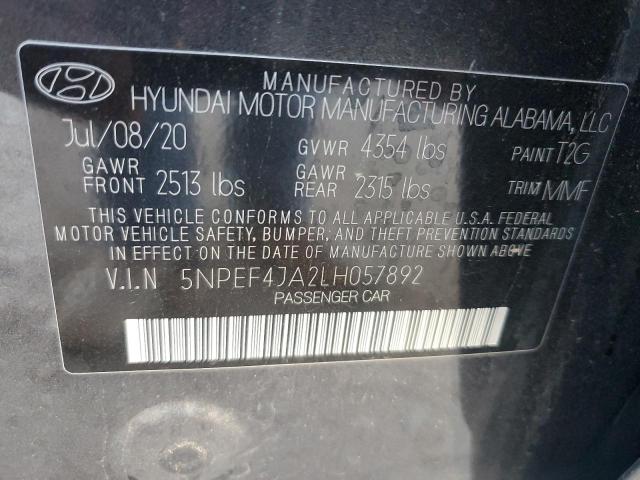 MANUFACTURED BY
HYUNDAI MOTOR MANUFACTURING ALABAMA, LLC
Jul/08/20 GVWR 4354 lbs PAINT T2G
GAWR FRONT 2513 lbs GAWR REAR 2315 lbs TRIM MMF
THIS VEHICLE CONFORMS TO ALL APPLICABLE U.S.A. FEDERAL
MOTOR VEHICLE SAFETY, BUMPER, AND THEFT PREVENTION STANDARDS
IN EFFECT ON THE DATE OF MANUFACTURE SHOWN ABOVE
V.I.N 5NPEF4JA2LH057892
PASSENGER CAR